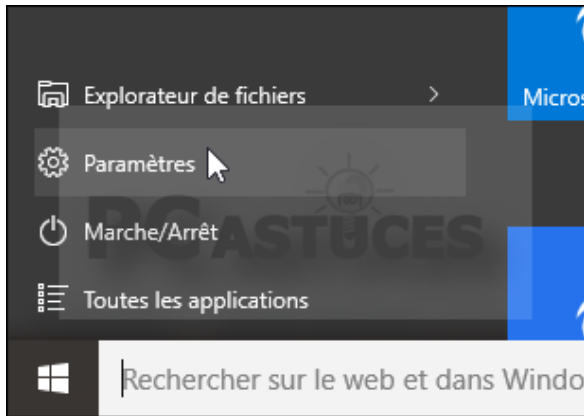 Explorateur de fichiers
Micros
Paramètres
PC ASTUCES
Marche/Arrêt
Toutes les applications
Rechercher sur le web et dans Windo